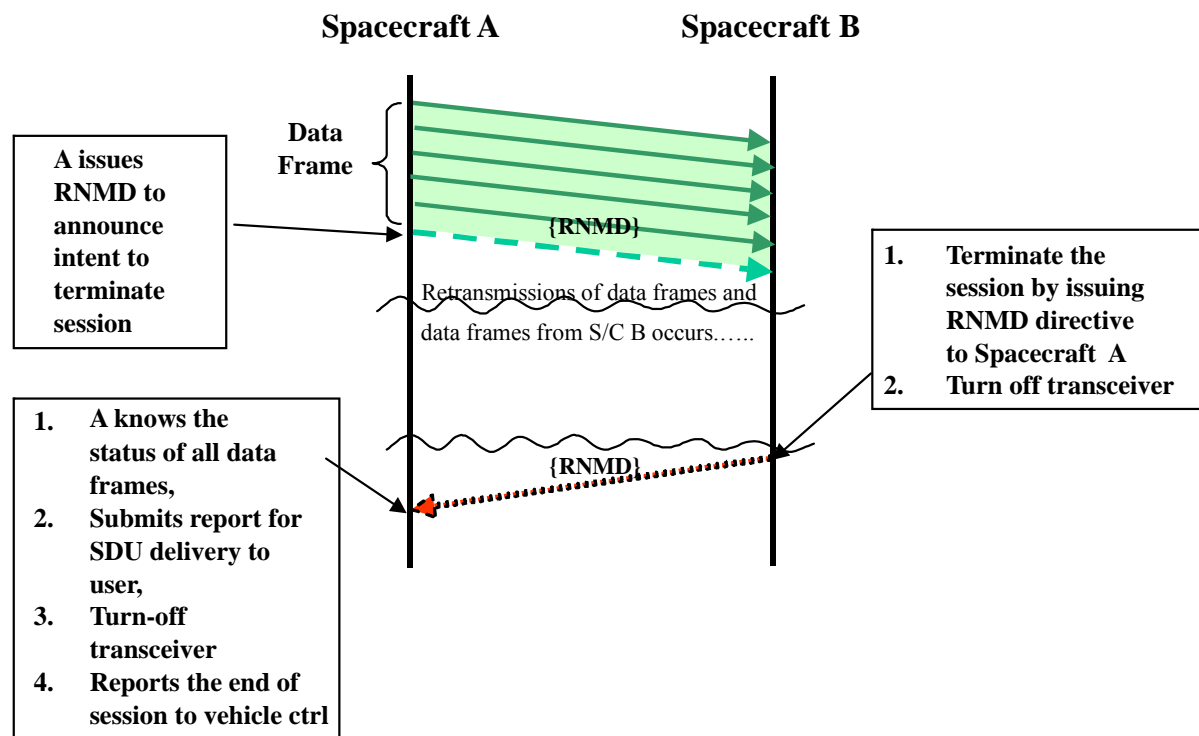 Spacecraft A
Spacecraft B
Data
Frame
A issues
RNMD to
announce
intent to
terminate
session
{RNMD}
Retransmissions of data frames and
data frames from S/C B occurs…...
1. Terminate the
session by issuing
RNMD directive
to Spacecraft A
2. Turn off transceiver
{RNMD}
1. A knows the
status of all data
frames,
2. Submits report for
SDU delivery to
user,
3. Turn-off
transceiver
4. Reports the end of
session to vehicle ctrl